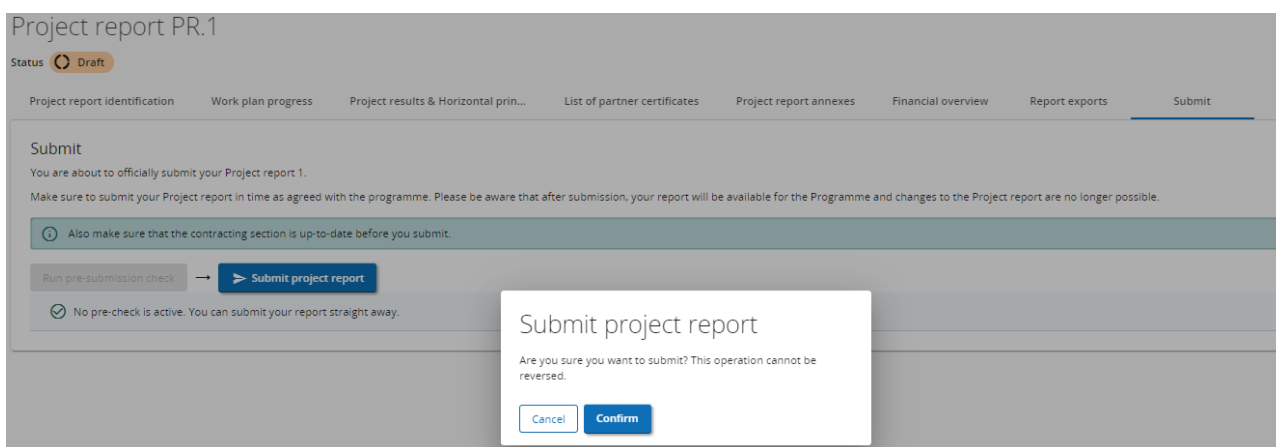 Project report PR.1
Status Draft
Project report identification Work plan progress Project results & Horizontal prin... List of partner certificates Project report annexes Financial overview Report exports Submit
Submit
You are about to officially submit your Project report 1.
Make sure to submit your Project report in time as agreed with the programme. Please be aware that after submission, your report will be available for the Programme and changes to the Project report are no longer possible.
Also make sure that the contracting section is up-to-date before you submit.
Run pre-submission check → Submit project report
No pre-check is active. You can submit your report straight away.
Submit project report
Are you sure you want to submit? This operation cannot be
reversed.
Cancel Confirm